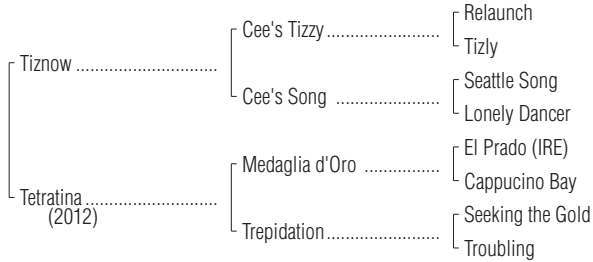 Relaunch
Cee's Tizzy
Tizly
Tiznow
Seattle Song
Cee's Song
Lonely Dancer
El Prado (IRE)
Medaglia d'Oro
Cappucino Bay
Tetratina
(2012)
Seeking the Gold
Trepidation
Troubling